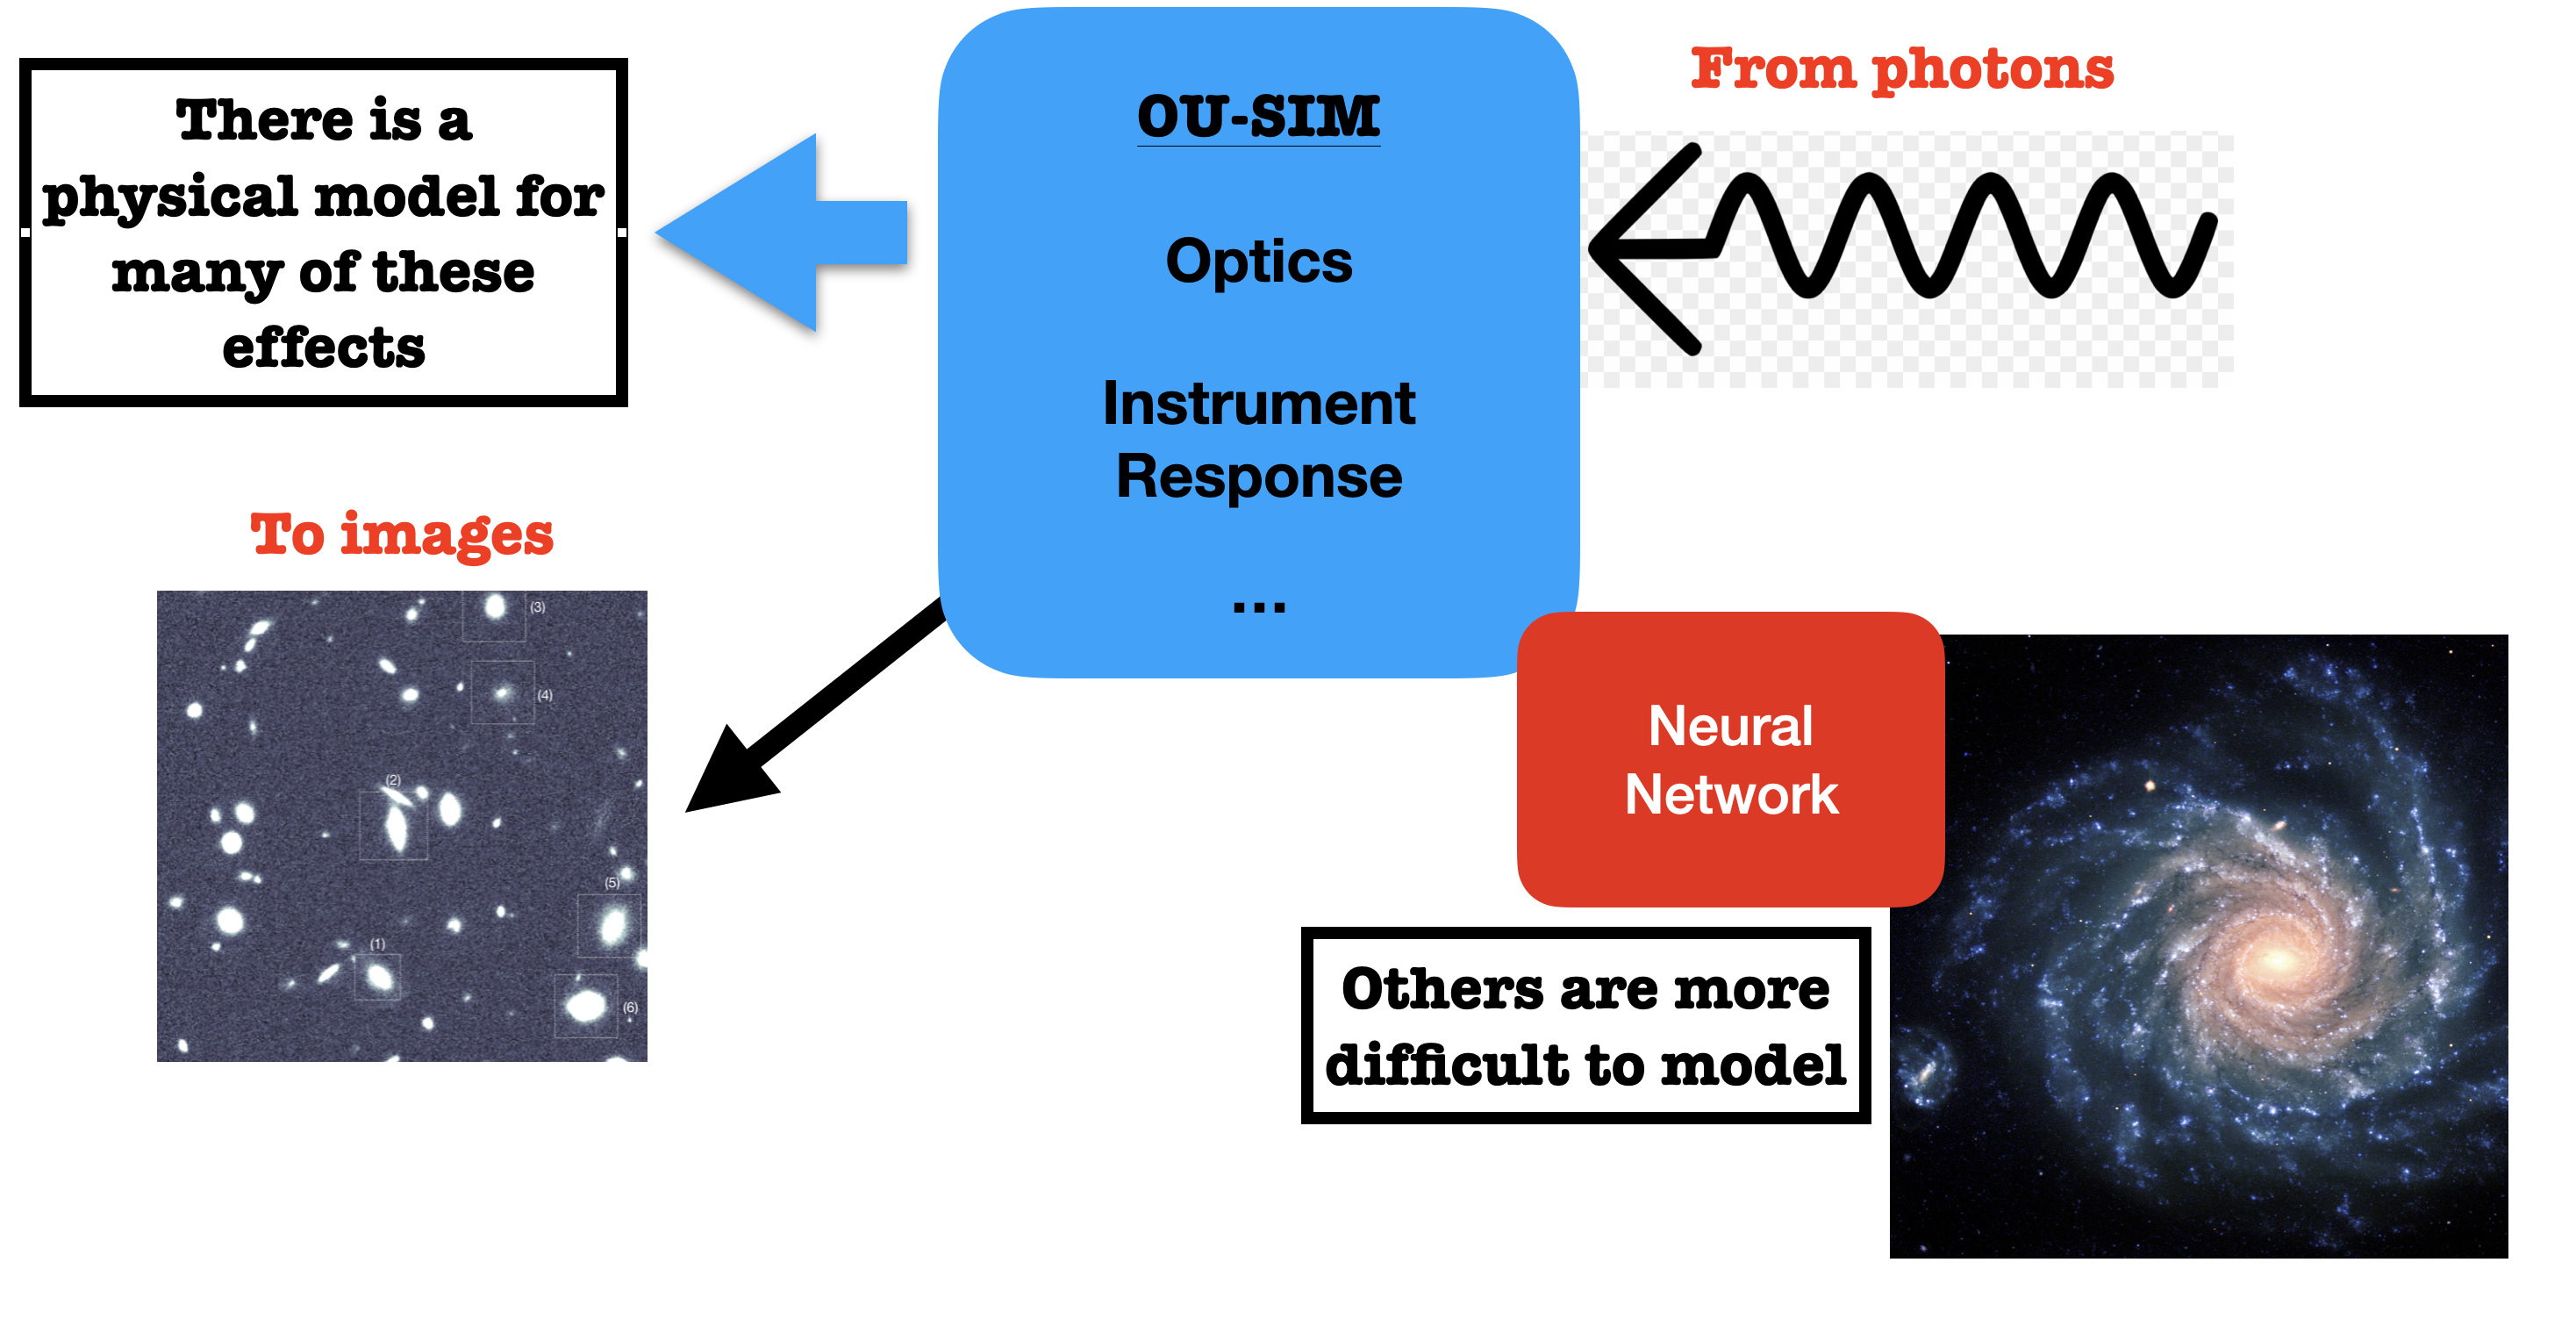 There is a
physical model for
many of these
effects
OU-SIM
Optics
Instrument
Response
...
From photons
To images
(3)
(4)
(2)
(5)
(1)
(6)
Neural
Network
Others are more
difficult to model